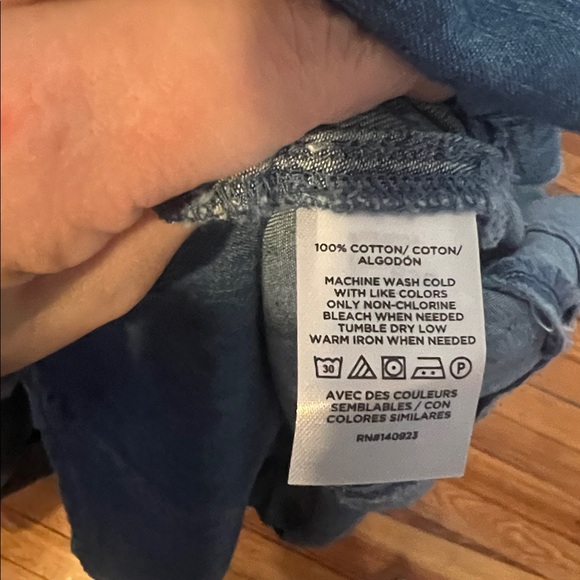 100% COTTON/ COTON/
ALGODÓN
MACHINE WASH COLD
WITH LIKE COLORS
ONLY NON-CHLORINE
BLEACH WHEN NEEDED
TUMBLE DRY LOW
WARM IRON WHEN NEEDED
30 P
AVEC DES COULEURS
SEMBLABLES / CON
COLORES SIMILARES
RN#140923